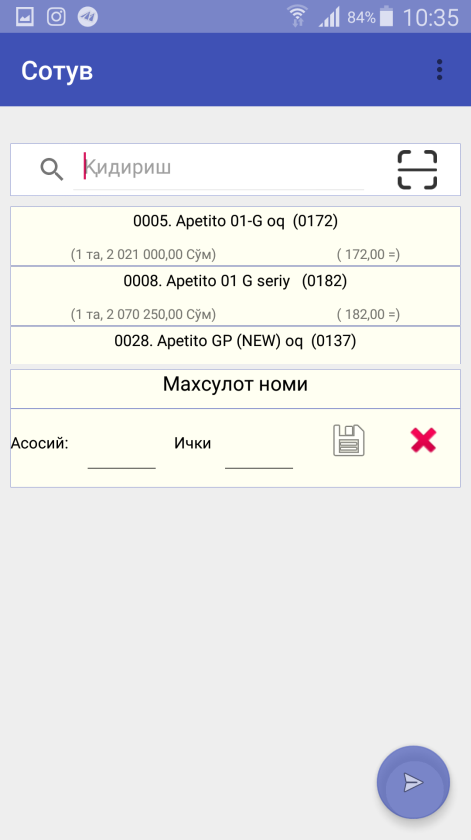 84% 10:35
Сотув
Қидириш
0005. Apetito 01-G oq (0172)
(1 та, 2 021 000,00 Сўм) ( 172,00 =)
0008. Apetito 01 G seriy (0182)
(1 та, 2 070 250,00 Сўм) ( 182,00 =)
0028. Apetito GP (NEW) oq (0137)
Махсулот номи
Асосий: Ички